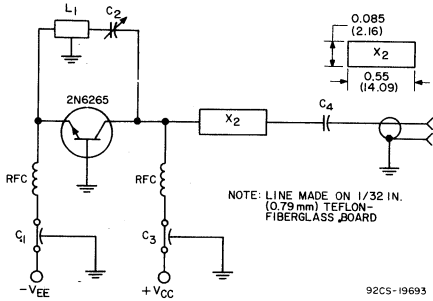 L1
C2
0.085
(2.16)
X2
0.55
(14.09)
2N6265
X2
C4
RFC
RFC
NOTE: LINE MADE ON 1/32 IN.
(0.79 mm) TEFLON-
FIBERGLASS BOARD
C1
C3
-VEE
+VCC
92CS-19693